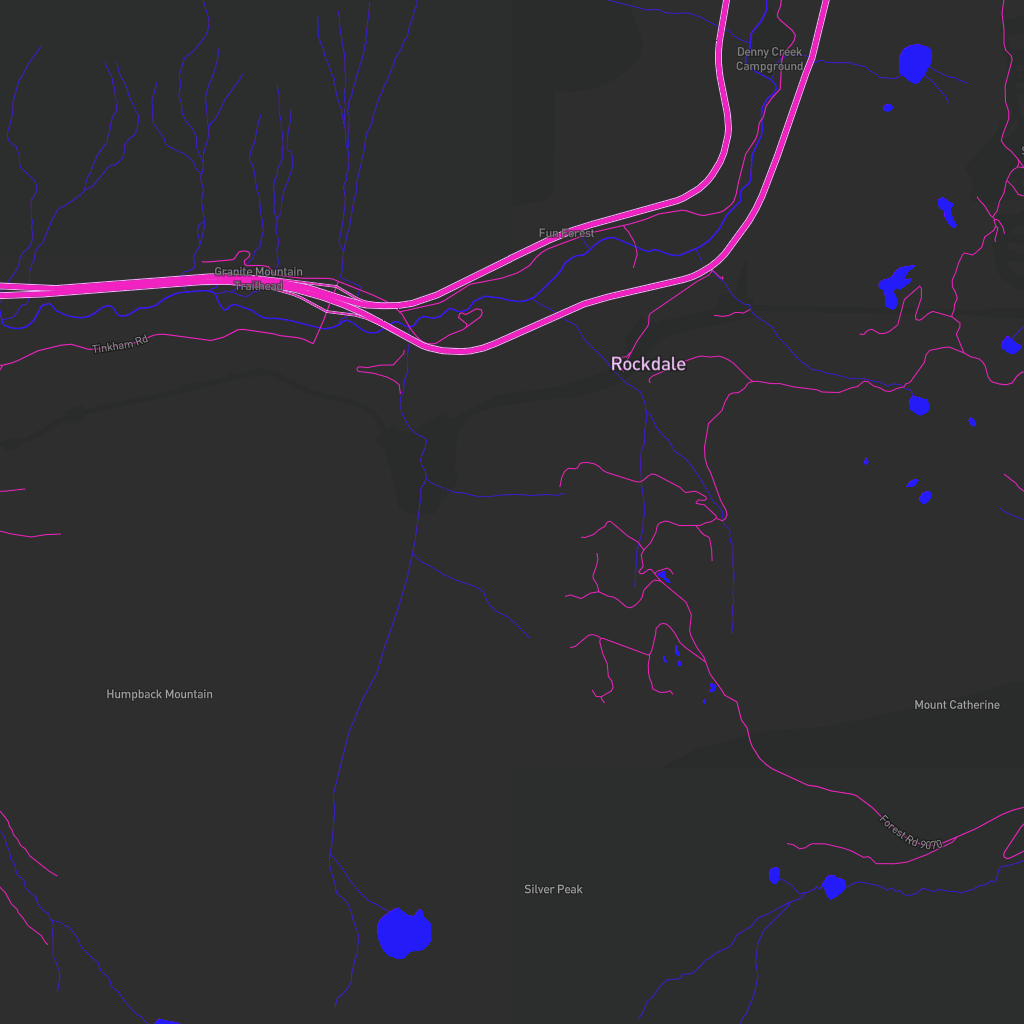 Denny Creek
Campground
Fun Forest
Granite Mountain
Trailhead
Tinkham Rd
Rockdale
Humpback Mountain
Mount Catherine
Forest Rd 9070
Silver Peak